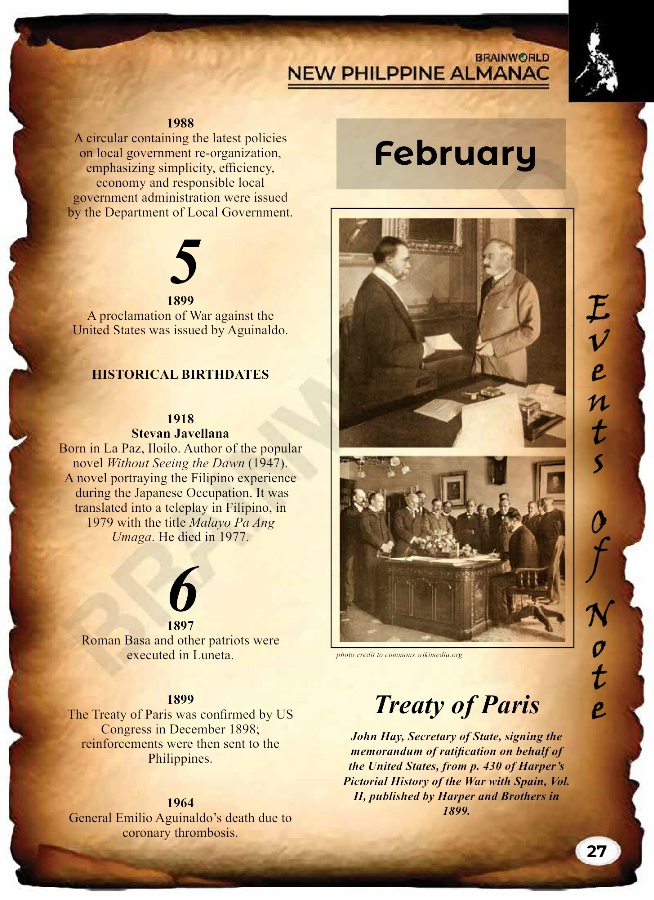 BRAINWORLD
NEW PHILPPINE ALMANAC
1988
A circular containing the latest policies
on local government re-organization,
emphasizing simplicity, efficiency,
economy and responsible local
government administration were issued
by the Department of Local Government.
5
1899
A proclamation of War against the
United States was issued by Aguinaldo.
HISTORICAL BIRTHDATES
1918
Stevan Javellana
Born in La Paz, Iloilo. Author of the popular
novel Without Seeing the Dawn (1947).
A novel portraying the Filipino experience
during the Japanese Occupation. It was
translated into a teleplay in Filipino, in
1979 with the title Malayo Pa Ang
Umaga. He died in 1977.
6
1897
Roman Basa and other patriots were
executed in Luneta.
1899
The Treaty of Paris was confirmed by US
Congress in December 1898;
reinforcements were then sent to the
Philippines.
1964
General Emilio Aguinaldo's death due to
coronary thrombosis.
February
photo credit to commons.wikimedia.org
Treaty of Paris
John Hay, Secretary of State, signing the
memorandum of ratification on behalf of
the United States, from p. 430 of Harper's
Pictorial History of the War with Spain, Vol.
II, published by Harper and Brothers in
1899.
Events of Note
27
BRAINWORLD